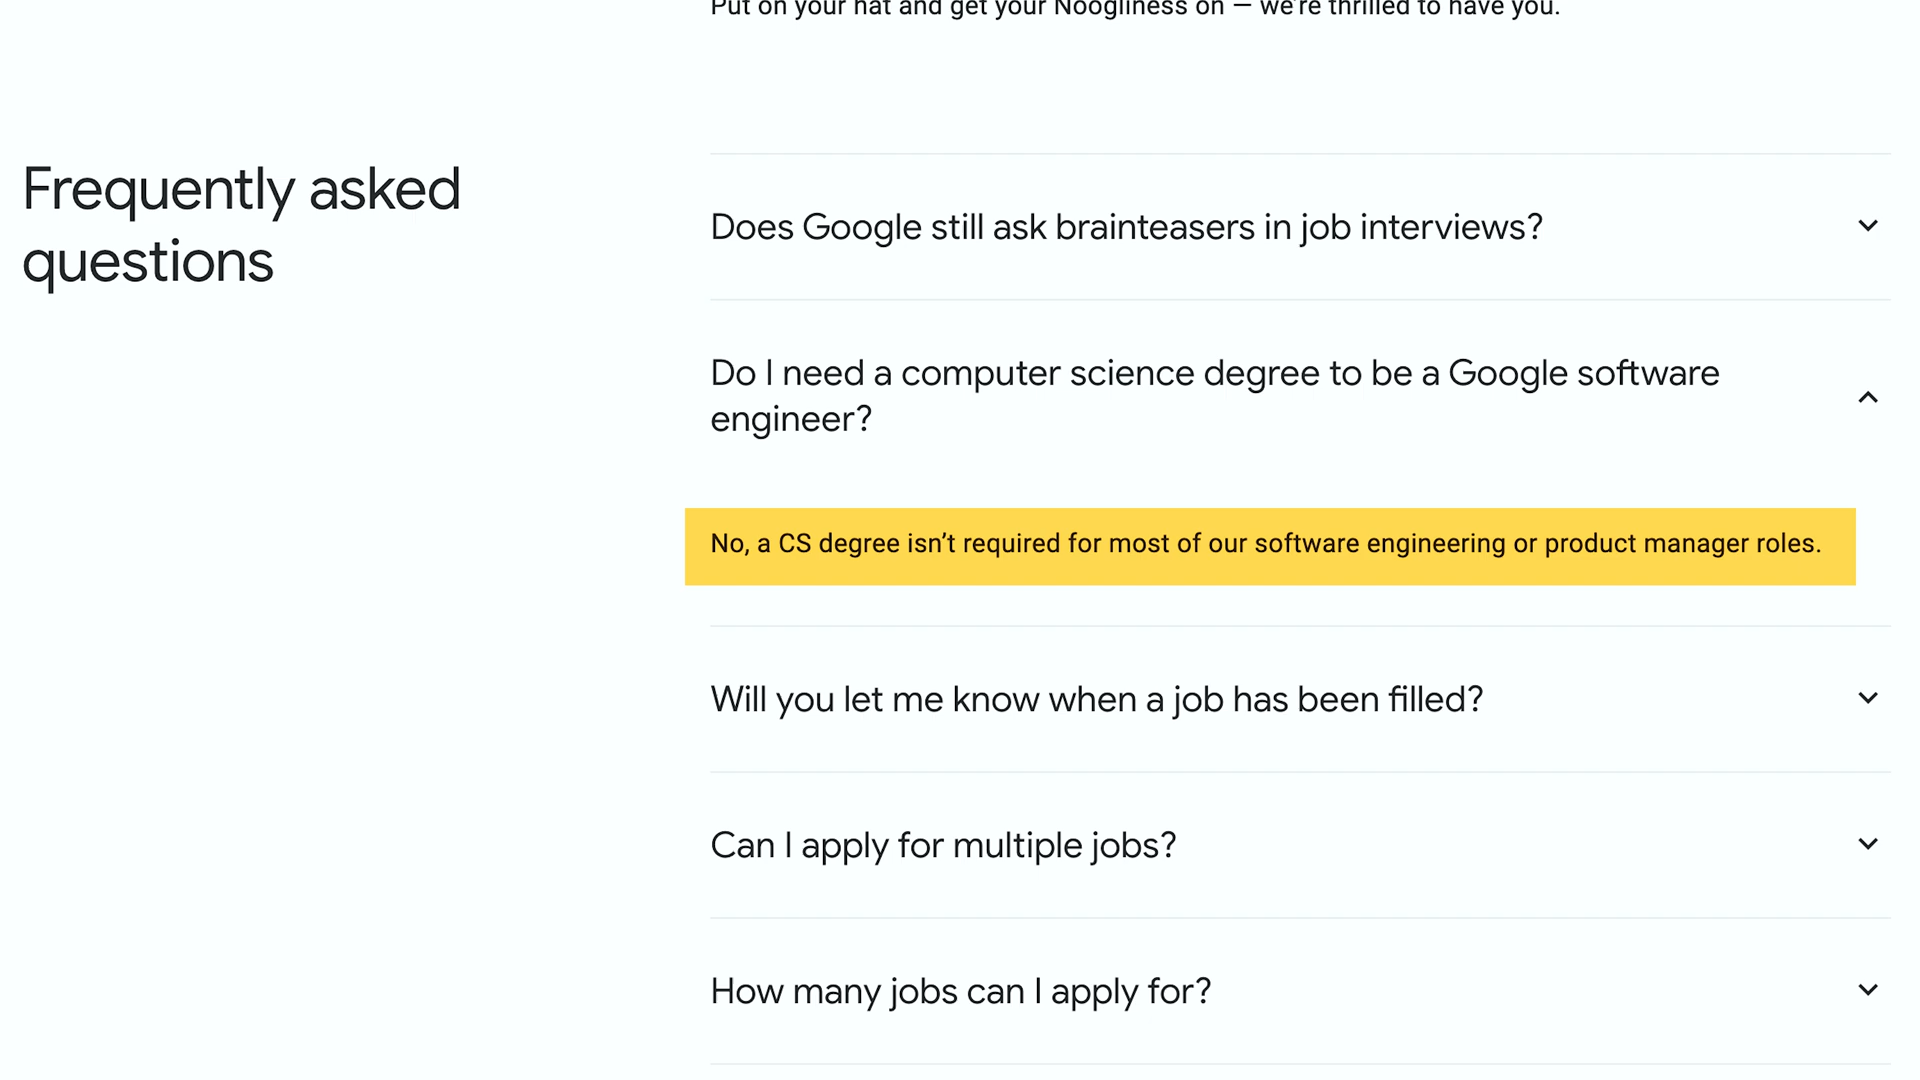 Put on your hat and get your Noogliness on — we’re thrilled to have you.
Frequently asked
questions
Does Google still ask brainteasers in job interviews?
Do I need a computer science degree to be a Google software
engineer?
No, a CS degree isn’t required for most of our software engineering or product manager roles.
Will you let me know when a job has been filled?
Can I apply for multiple jobs?
How many jobs can I apply for?